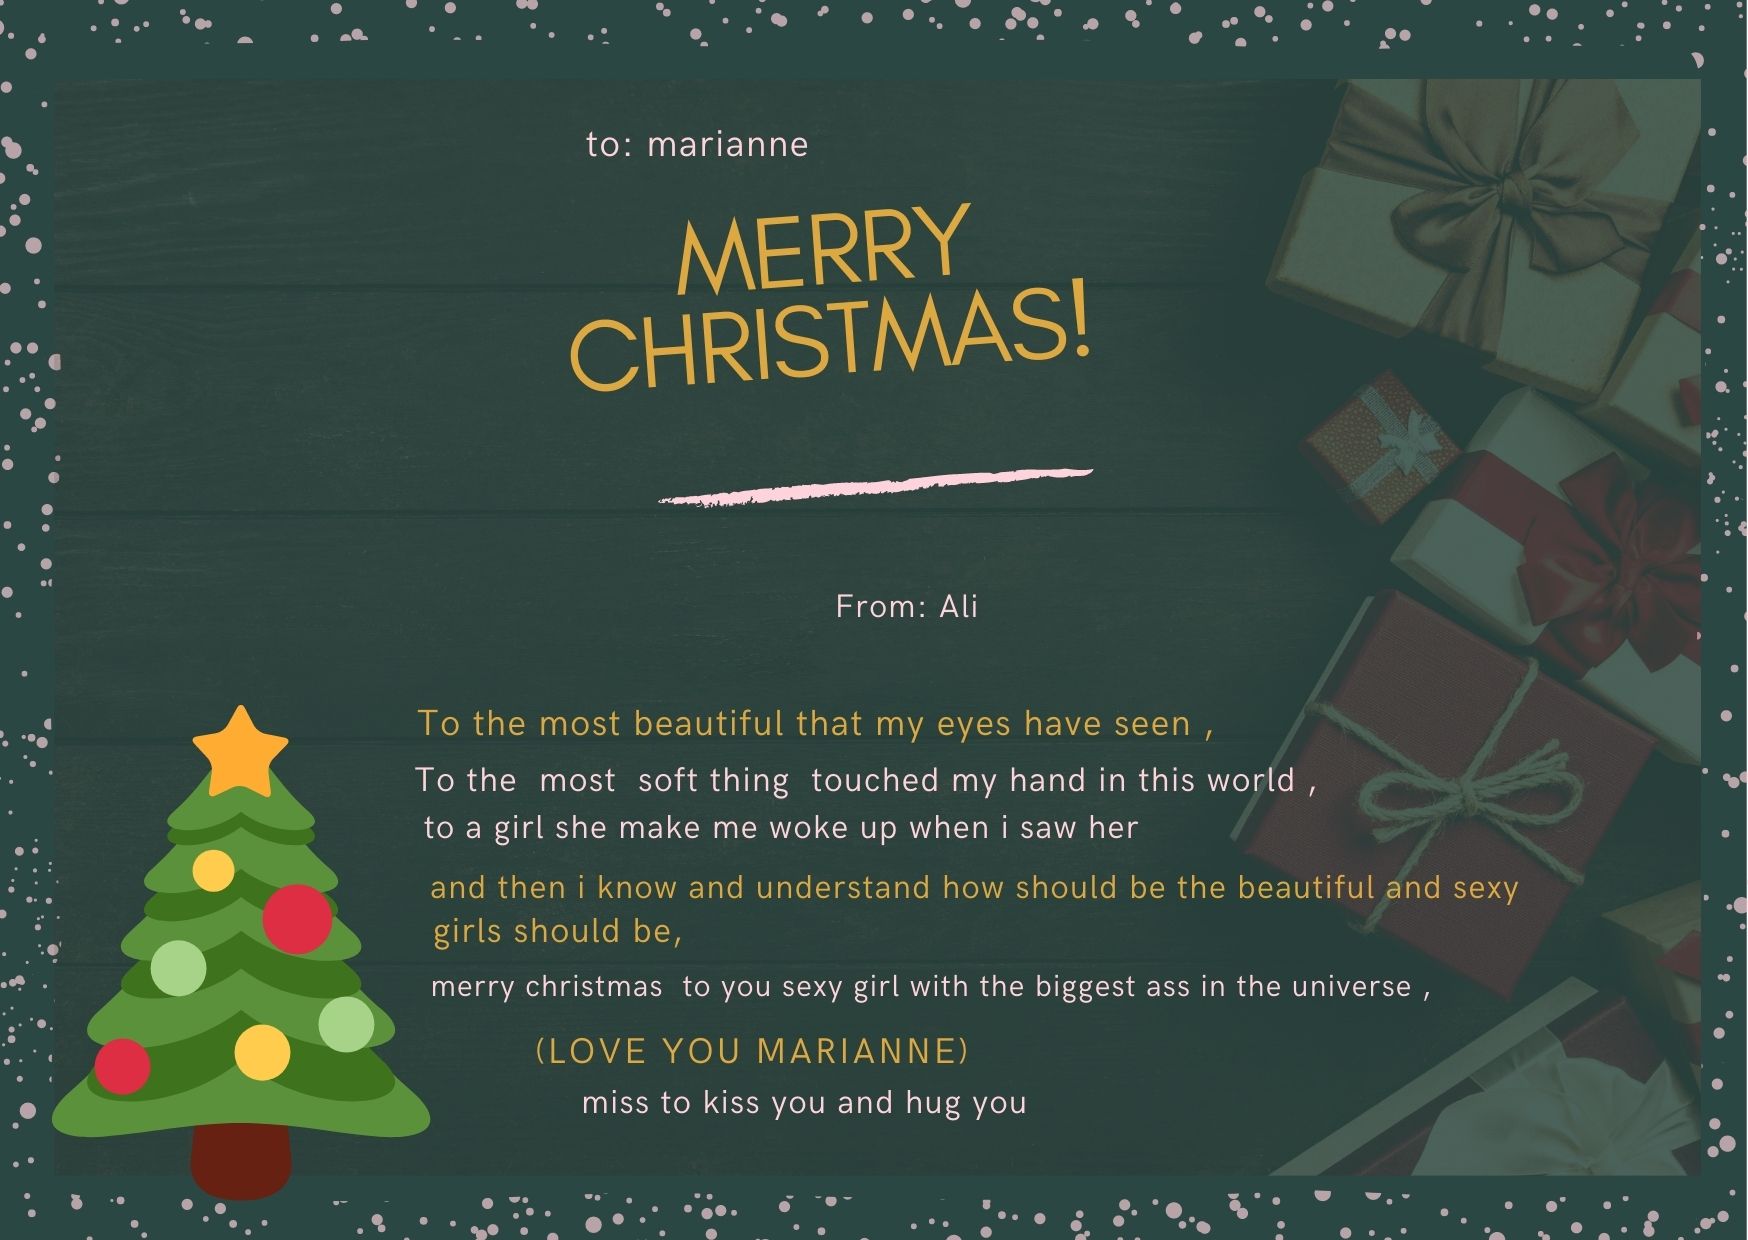 to: marianne
MERRY
CHRISTMAS!
From: Ali
To the most beautiful that my eyes have seen ,
To the most soft thing touched my hand in this world ,
to a girl she make me woke up when i saw her
and then i know and understand how should be the beautiful and sexy
girls should be,
merry christmas to you sexy girl with the biggest ass in the universe ,
(LOVE YOU MARIANNE)
miss to kiss you and hug you